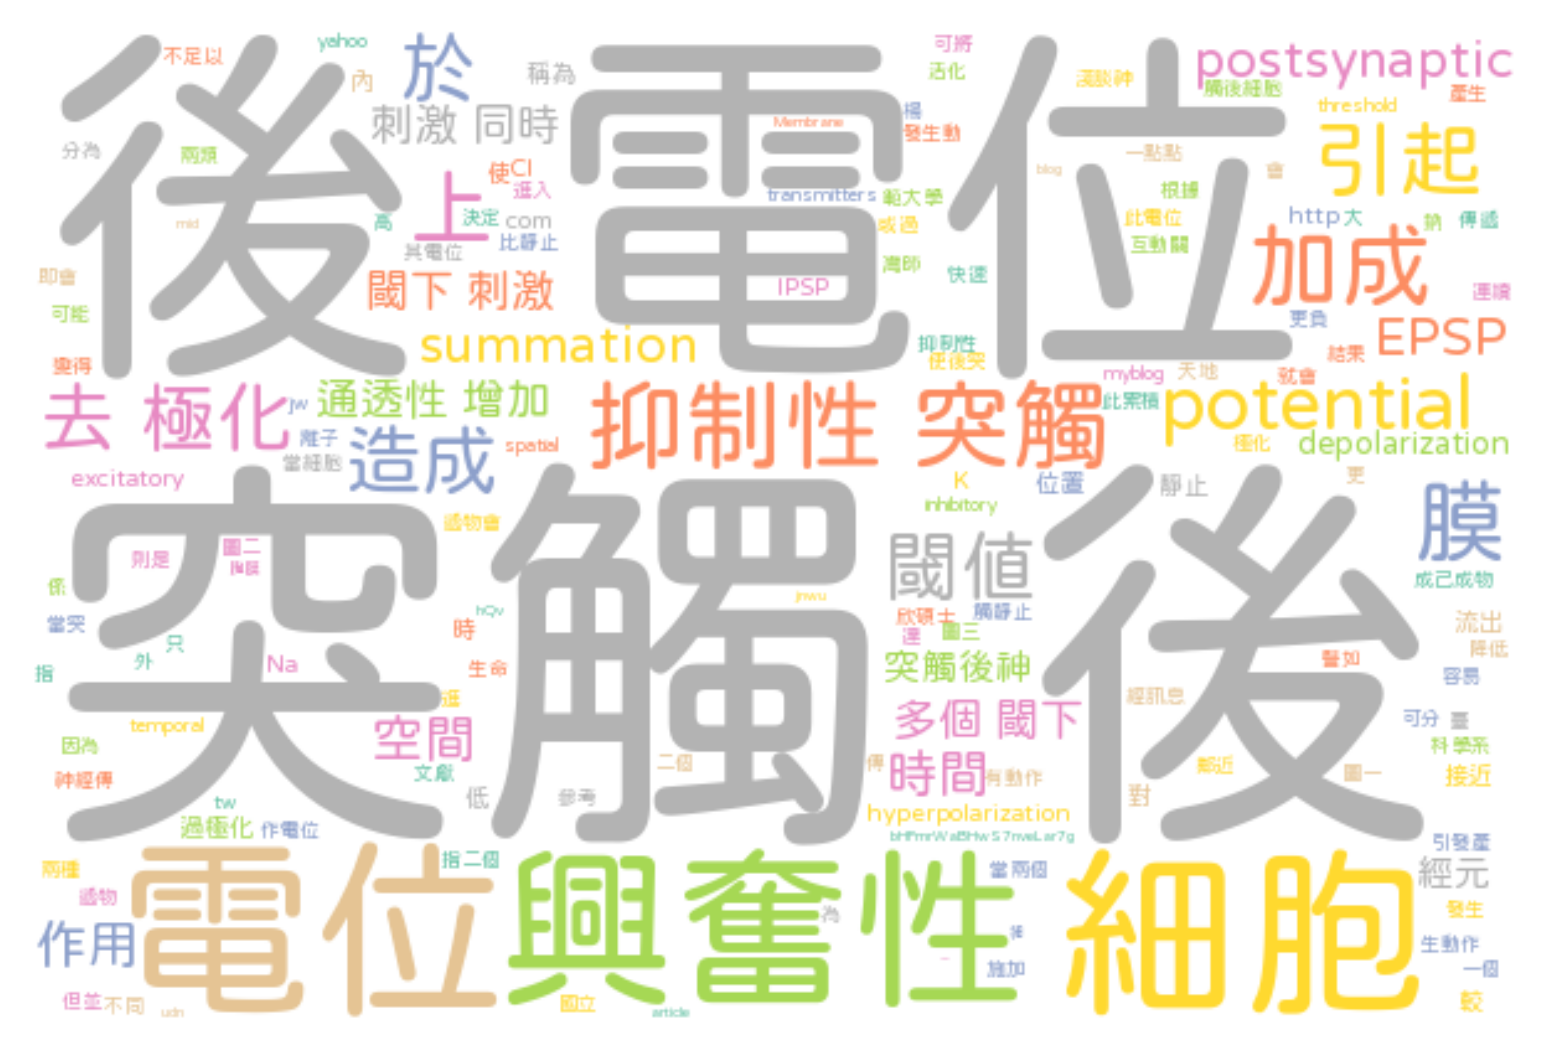 後電位
不足以
yahoo
於
內
稱為
可將
活化
淺談神
觸後細胞
postsynaptic
產生
threshold
引起
刺激 同時
Membrane
楊
發生動
分為
兩類
使Cl
進入
上
決定
com
比靜止
其電位
高
mid
transmitters
範大學
或過
灣師
一點點
blog
會
根據
此電位
互動關
http
大
鈉
傳遞
加成
即會
可能
變得
閾下 刺激
IPSP
快速
連續
更負
EPSP
結果
summation
抑制性
使後突
myblog
天地
就會
去 極化
jw
通透性 增加
抑制性 突觸
此累積
potential
離子
當細胞
造成
spatial
極化
depolarization
excitatory
K
位置
靜止
更
inhibitory
突觸後
膜
遞物會
閾值
成己成物
則是
圖二
係
當突
hQv
時
jnwu
欣碩士
觸靜止
達
圖三
流出
降低
只
外
指
Na
生命
突觸後神
譬如
容易
進
經訊息
temporal
空間
多個 閾下
可分
臺
因為
神經傳
文獻
二個
傳
時間
有動作
鄰近
圖一
科學系
接近
tw
低
參考
對
過極化
作電位
hyperpolarization
bHFmrWaBHwS7nveLar7g
引發產
兩種
遞物
電位
指二個
興奮性
當兩個
細胞
經元
為
作用
發生
生動作
施加
一個
但並
不同
udn
國立
article
較